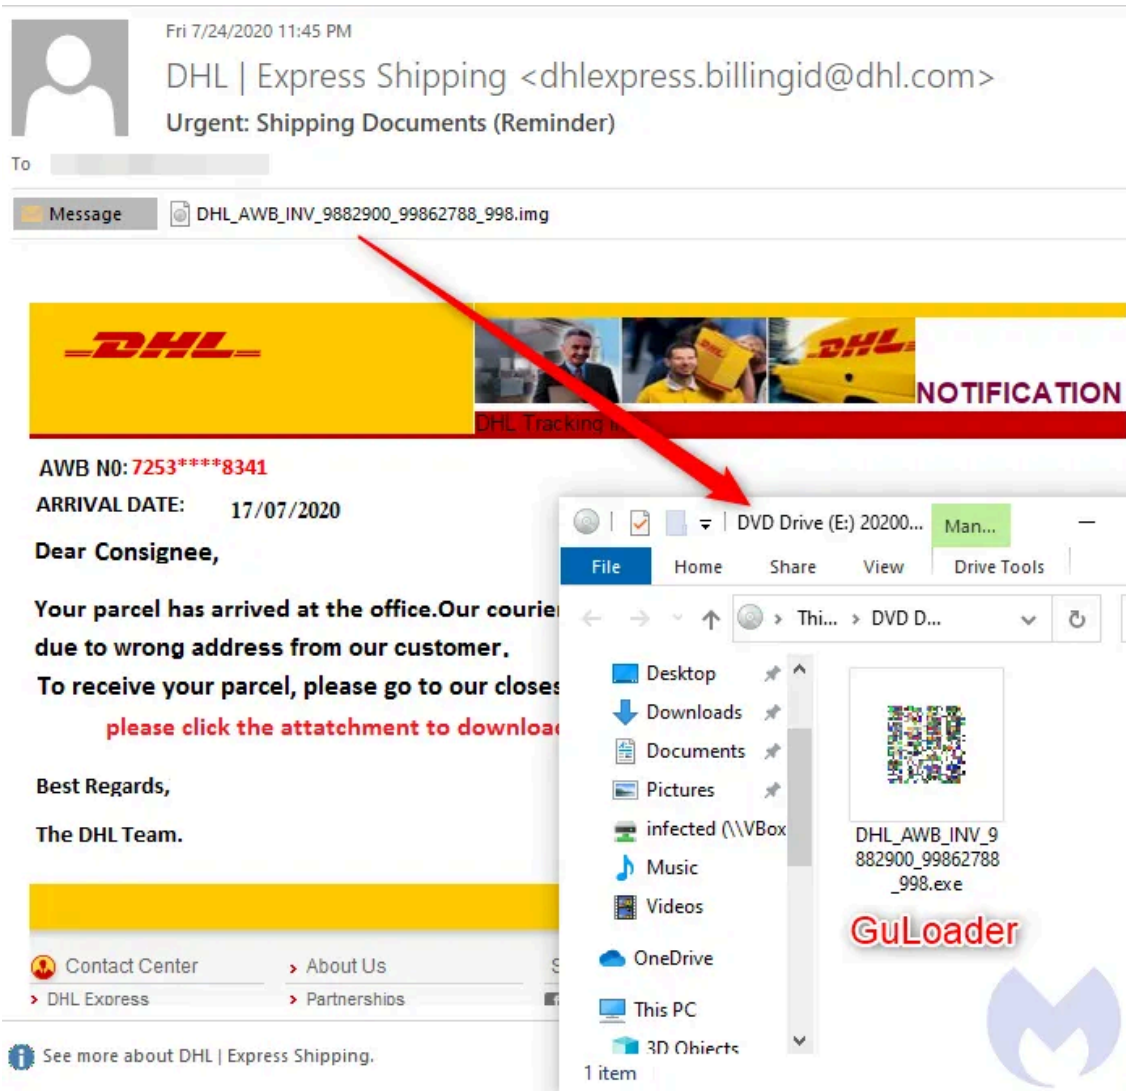 Fri 7/24/2020 11:45 PM
DHL | Express Shipping <dhlexpress.billingid@dhl.com>
Urgent: Shipping Documents (Reminder)
To
Message
DHL_AWB_INV_9882900_99862788_998.img
DHL
DHL
DHL
NOTIFICATION
DHL Tracking
AWB N0: 7253****8341
ARRIVAL DATE: 17/07/2020
Dear Consignee,
Your parcel has arrived at the office.Our courie
due to wrong address from our customer.
To receive your parcel, please go to our closes
please click the attatchment to downloa
Best Regards,
The DHL Team.
Contact Center
About Us
DHL Express
Partnerships
See more about DHL | Express Shipping.
DVD Drive (E:) 20200...
Man...
File
Home
Share
View
Drive Tools
Thi... > DVD D...
Desktop
Downloads
Documents
Pictures
infected (\\VBox
Music
Videos
OneDrive
This PC
3D Objects
1 item
DHL_AWB_INV_9
882900_99862788
_998.exe
GuLoader